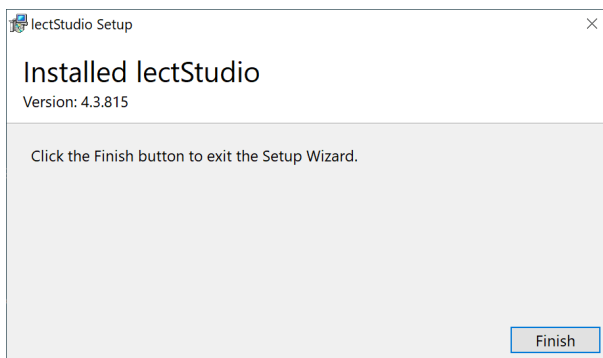 lectStudio Setup
Installed lectStudio
Version: 4.3.815
Click the Finish button to exit the Setup Wizard.
Finish